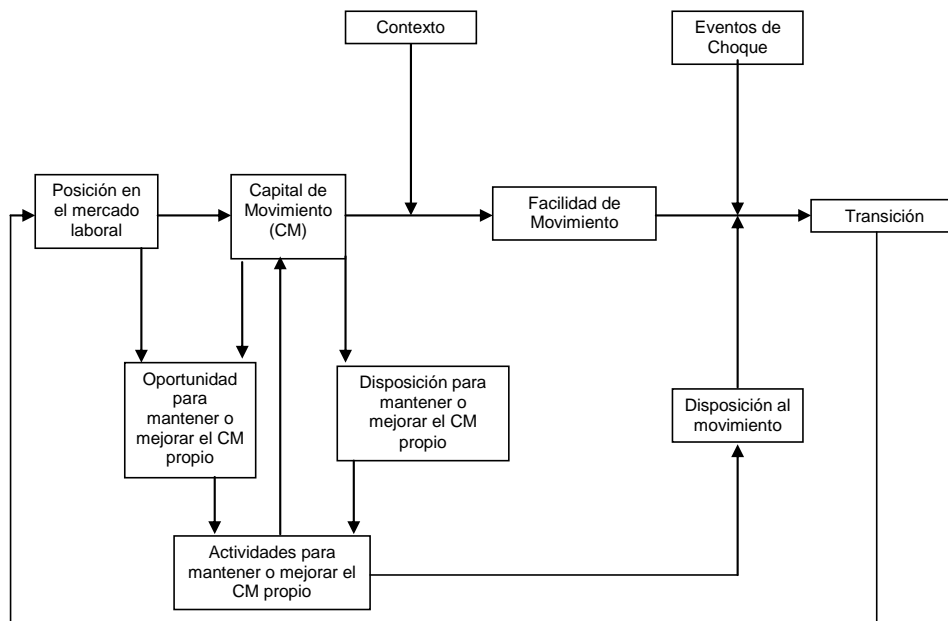 Contexto
Eventos de
Choque
Posición en
el mercado
laboral
Capital de
Movimiento
(CM)
Facilidad de
Movimiento
Transición
Oportunidad
para
mantener o
mejorar el CM
propio
Disposición para
mantener o
mejorar el CM
propio
Disposición al
movimiento
Actividades para
mantener o mejorar el
CM propio